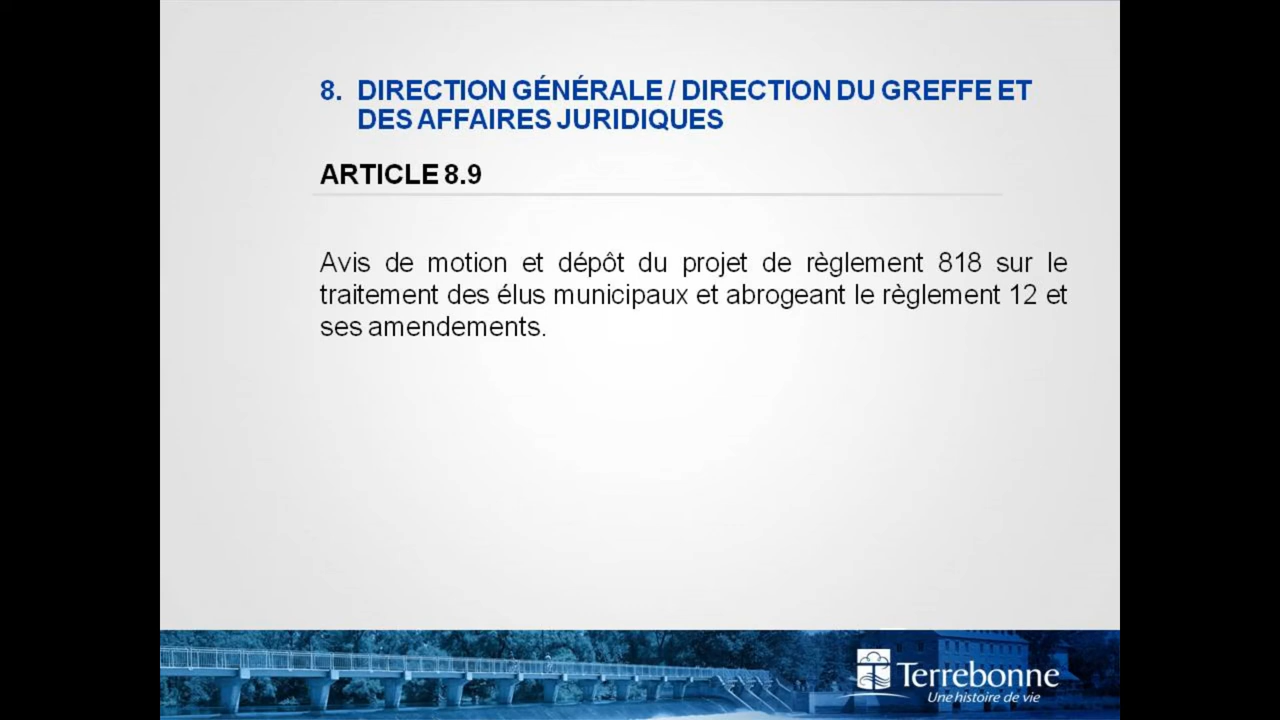 8. DIRECTION GÉNÉRALE / DIRECTION DU GREFFE ET
DES AFFAIRES JURIDIQUES
ARTICLE 8.9
Avis de motion et dépôt du projet de règlement 818 sur le
traitement des élus municipaux et abrogeant le règlement 12 et
ses amendements.
Terrebonne
Une histoire de vie